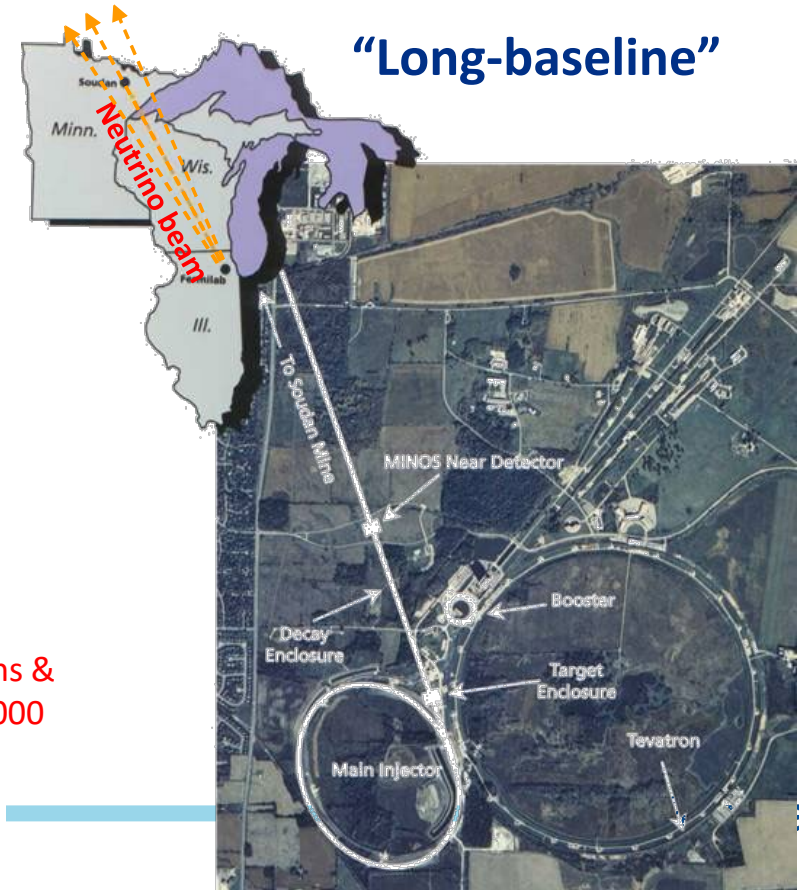 “Long-baseline”
Soudan
Minn.
Wis.
Neutrino beam
Fermilab
Ill.
To Soudan Mine
MINOS Near Detector
Booster
Decay
Enclosure
Target
Enclosure
Tevatron
Main Injector
ns &
000